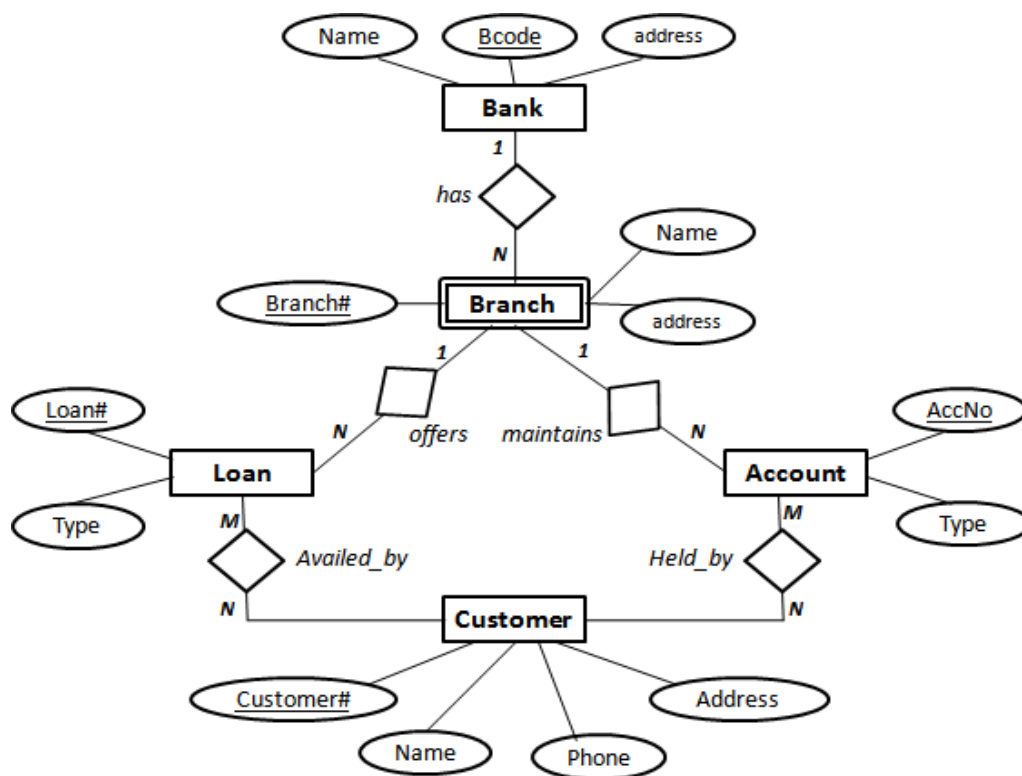 Name
Bcode
address
Bank
1
has
N
Name
Branch#
Branch
address
1
1
Loan#
AccNo
N
offers
maintains
N
Loan
Account
Type
M
M
Type
Availed_by
Held_by
N
N
Customer
Customer#
Address
Name
Phone